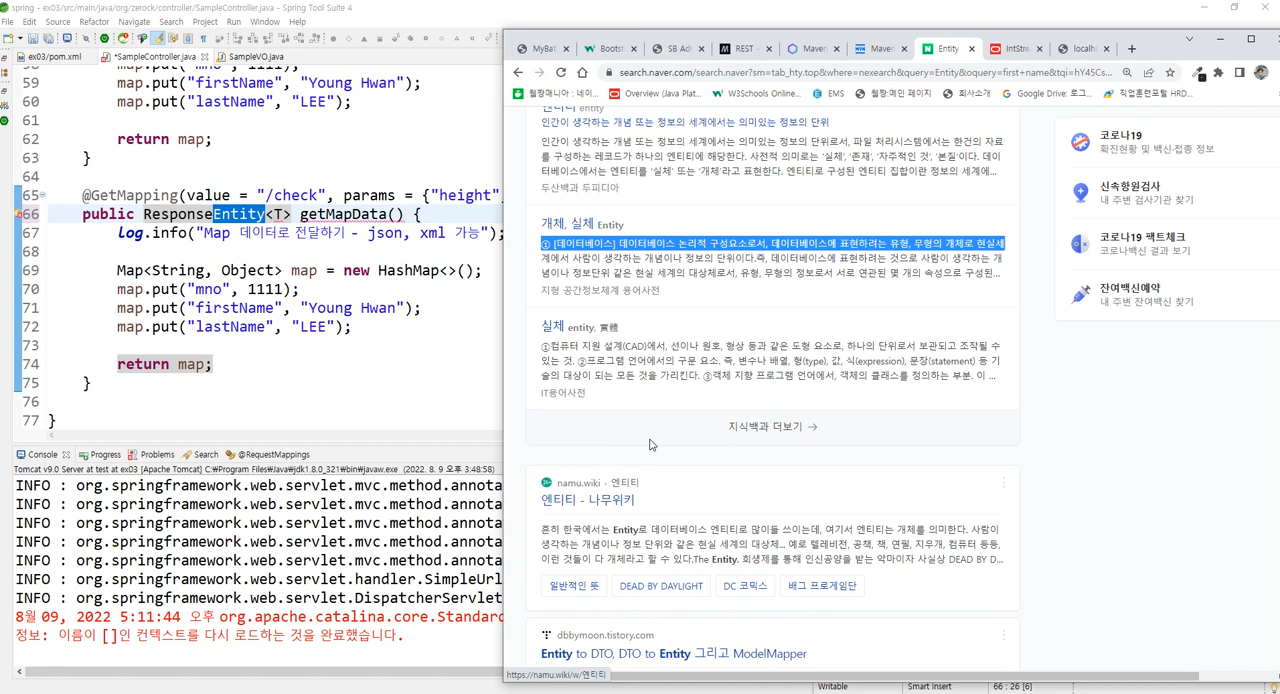 spring - ex03/src/main/java/org/zerock/controller/SampleController.java - Spring Tool Suite 4
File Edit Source Refactor Navigate Search Project Run Window Help
ex03/pom.xml
*SampleController.java
SampleVO.java
59 map.put("firstName", "Young Hwan");
60 map.put("lastName", "LEE");
61
62 return map;
63 }
64
65 @GetMapping(value = "/check", params = {"height"
66 public ResponseEntity<T> getMapData() {
67 log.info("Map 데이터로 전달하기 - json, xml 가능");
68
69 Map<String, Object> map = new HashMap<>();
70 map.put("mno", 1111);
71 map.put("firstName", "Young Hwan");
72 map.put("lastName", "LEE");
73
74 return map;
75 }
76
77 }
Console Progress Problems Search @RequestMappings
Tomcat v9.0 Server at test at ex03 [Apache Tomcat] C:₩Program Files₩Java₩jdk1.8.0_321₩bin₩javaw.exe (2022. 8. 9 오후 3:48:58)
INFO : org.springframework.web.servlet.mvc.method.annota
INFO : org.springframework.web.servlet.mvc.method.annota
INFO : org.springframework.web.servlet.mvc.method.annota
INFO : org.springframework.web.servlet.mvc.method.annota
INFO : org.springframework.web.servlet.mvc.method.annota
INFO : org.springframework.web.servlet.handler.SimpleUrl
INFO : org.springframework.web.servlet.DispatcherServlet
8월 09, 2022 5:11:44 오후 org.apache.catalina.core.Standard
정보: 이름이 []인 컨텍스트를 다시 로드하는 것을 완료했습니다.
MyBat Bootst SB Ad REST - Maven Maven Entity IntStre localh
search.naver.com/search.naver?sm=tab_hty.top&where=nexearch&query=Entity&oquery=first+name&tqi=hY45Cs...
웹짱매니아 : 네이... Overview (Java Plat... W3Schools Online... EMS 웹짱:메인 페이지 회사소개 Google Drive: 로그... 직업훈련포털 HRD...
엔티티 entity
인간이 생각하는 개념 또는 정보의 세계에서는 의미있는 정보의 단위
인간이 생각하는 개념 또는 정보의 세계에서는 의미있는 정보의 단위로서, 파일 처리시스템에서는 한건의 자료
를 구성하는 레코드가 하나의 엔티티에 해당한다. 사전적 의미로는 '실체', '존재', '자주적인 것', '본질'이다. 데이
터베이스에서는 엔티티를 '실체' 또는 '개체'라고 표현한다. 엔티티로 구성된 엔티티 집합이란 정보의 세계에서...
두산백과 두피디아
개체, 실체 Entity
① [데이터베이스] 데이터베이스 논리적 구성요소로서, 데이터베이스에 표현하려는 유형, 무형의 개체로 현실세
계에서 사람이 생각하는 개념이나 정보의 단위이다.즉, 데이터베이스에 표현하려는 것으로 사람이 생각하는 개
념이나 정보단위 같은 현실 세계의 대상체로서, 유형, 무형의 정보로서 서로 연관된 몇 개의 속성으로 구성된...
지형 공간정보체계 용어사전
실체 entity, 實體
①컴퓨터 지원 설계(CAD)에서, 선이나 원호, 형상 등과 같은 도형 요소로, 하나의 단위로서 보관되고 조작될 수
있는 것. ②프로그램 언어에서의 구문 요소, 즉, 변수나 배열, 형(type), 값, 식(expression), 문장(statement) 등 기
술의 대상이 되는 모든 것을 가리킨다. ③객체 지향 프로그램 언어에서, 객체의 클래스를 정의하는 부분. 이 ...
IT용어사전
지식백과 더보기 →
namu.wiki › 엔티티
엔티티 - 나무위키
흔히 한국에서는 Entity로 데이터베이스 엔티티로 많이들 쓰이는데, 여기서 엔티티는 개체를 의미한다. 사람이
생각하는 개념이나 정보 단위와 같은 현실 세계의 대상체... 예로 텔레비전, 공책, 책, 연필, 지우개, 컴퓨터 등등,
이런 것들이 다 개체라고 할 수 있다.The Entity. 희생제를 통해 인신공양을 받는 악마이자 사실상 DEAD BY D...
일반적인 뜻 DEAD BY DAYLIGHT DC 코믹스 배그 프로게임단
dbbymoon.tistory.com
Entity to DTO, DTO to Entity 그리고 ModelMapper
https://namu.wiki/w/엔티티
코로나19
확진현황 및 백신·접종 정보
신속항원검사
내 주변 검사기관 찾기
코로나19 팩트체크
코로나백신 결과 보기
잔여백신예약
내 주변 잔여백신 찾기
Writable Smart Insert 66 : 26 [6]